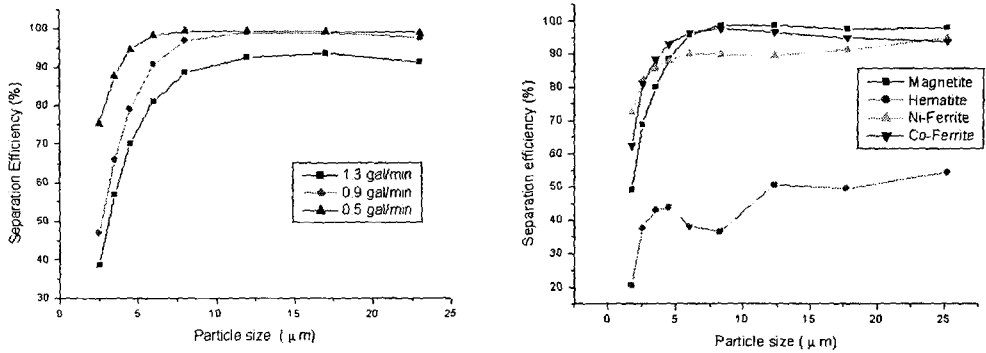 100
90
80
70
60
50
40
30
0
5
10
15
20
25
Separation Efficiency (%)
Particle size ( μ m)
1.3 gal/min
0.9 gal/min
0.5 gal/min
100
90
80
70
60
50
40
30
20
0
5
10
15
20
25
Separation efficiency (%)
Particle size ( μ m)
Magnetite
Hematite
Ni-Ferrite
Co-Ferrite